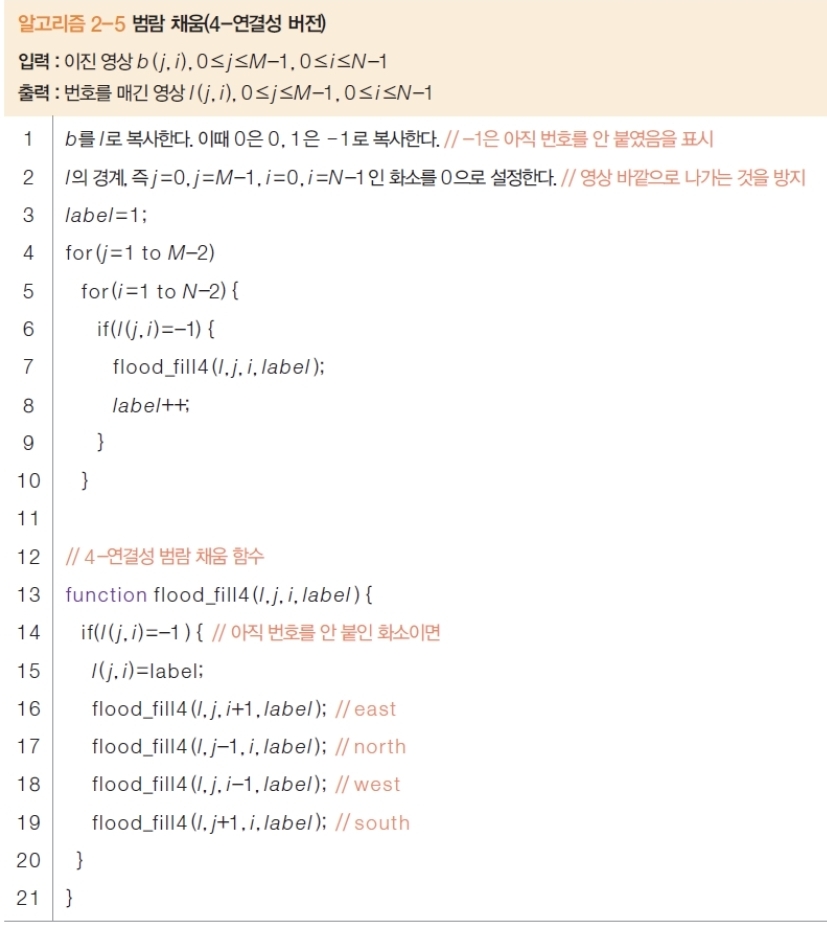 알고리즘 2-5 범람 채움(4-연결성 버전)
입력 : 이진 영상 b(j, i), 0≤j≤M-1, 0≤i≤N-1
출력 : 번호를 매긴 영상 l(j, i), 0≤j≤M-1, 0≤i≤N-1
1 b를 l로 복사한다. 이때 0은 0, 1은 -1로 복사한다. // -1은 아직 번호를 안 붙였음을 표시
2 l의 경계, 즉 j=0, j=M-1, i=0, i=N-1인 화소를 0으로 설정한다. // 영상 바깥으로 나가는 것을 방지
3 label=1;
4 for(j=1 to M-2)
5 for(i=1 to N-2) {
6 if(l(j, i)=-1) {
7 flood_fill4(l, j, i, label);
8 label++;
9 }
10 }
11
12 // 4-연결성 범람 채움 함수
13 function flood_fill4(l, j, i, label) {
14 if(l(j, i)=-1) { // 아직 번호를 안 붙인 화소이면
15 l(j, i)=label;
16 flood_fill4(l, j, i+1, label); // east
17 flood_fill4(l, j-1, i, label); // north
18 flood_fill4(l, j, i-1, label); // west
19 flood_fill4(l, j+1, i, label); // south
20 }
21 }